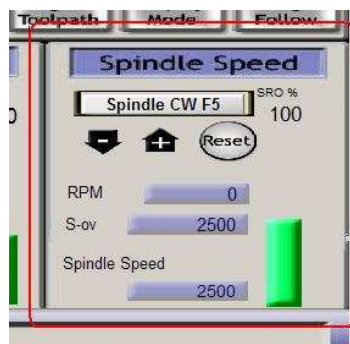 Toolpath Mode Follow
Spindle Speed
Spindle CW F5
SRO %
100
Reset
RPM 0
S-ov 2500
Spindle Speed
2500